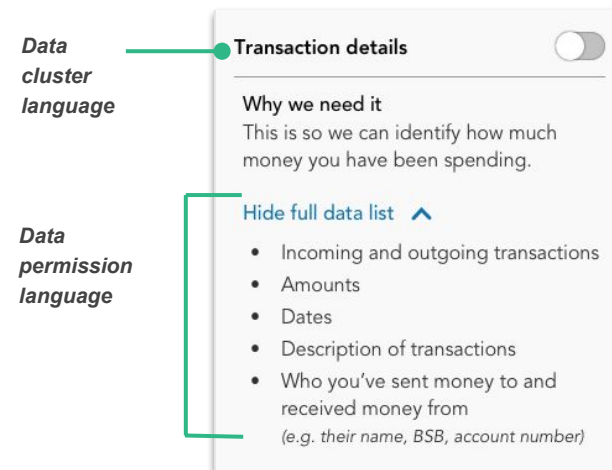 Data
cluster
language
Transaction details
Why we need it
This is so we can identify how much
money you have been spending.
Hide full data list
Data
permission
language
• Incoming and outgoing transactions
• Amounts
• Dates
• Description of transactions
• Who you’ve sent money to and
received money from
(e.g. their name, BSB, account number)